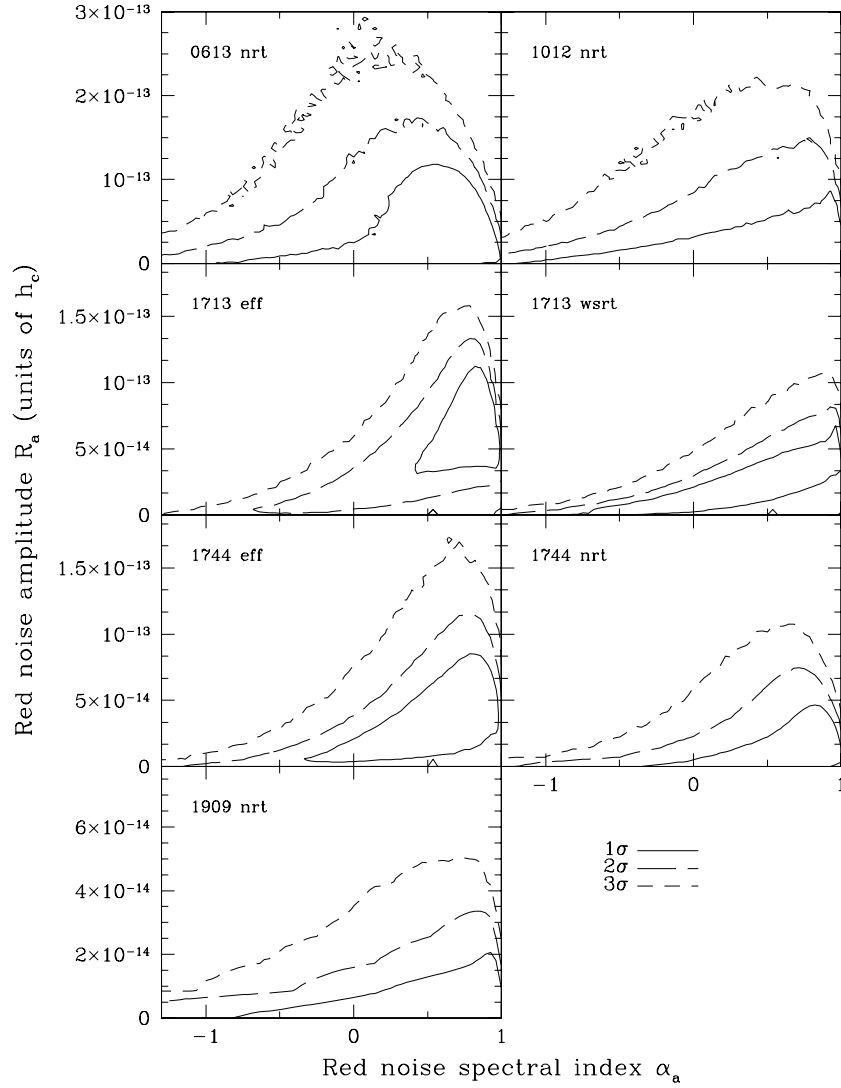 3×10⁻¹³
0613 nrt
1012 nrt
2×10⁻¹³
10⁻¹³
0
1713 eff
1713 wsrt
1.5×10⁻¹³
10⁻¹³
5×10⁻¹⁴
0
1744 eff
1744 nrt
1.5×10⁻¹³
10⁻¹³
5×10⁻¹⁴
0
−1 0 1
1909 nrt
6×10⁻¹⁴
4×10⁻¹⁴
2×10⁻¹⁴
0
1σ
2σ
3σ
−1 0 1
Red noise spectral index αₐ
Red noise amplitude Rₐ (units of h_c)